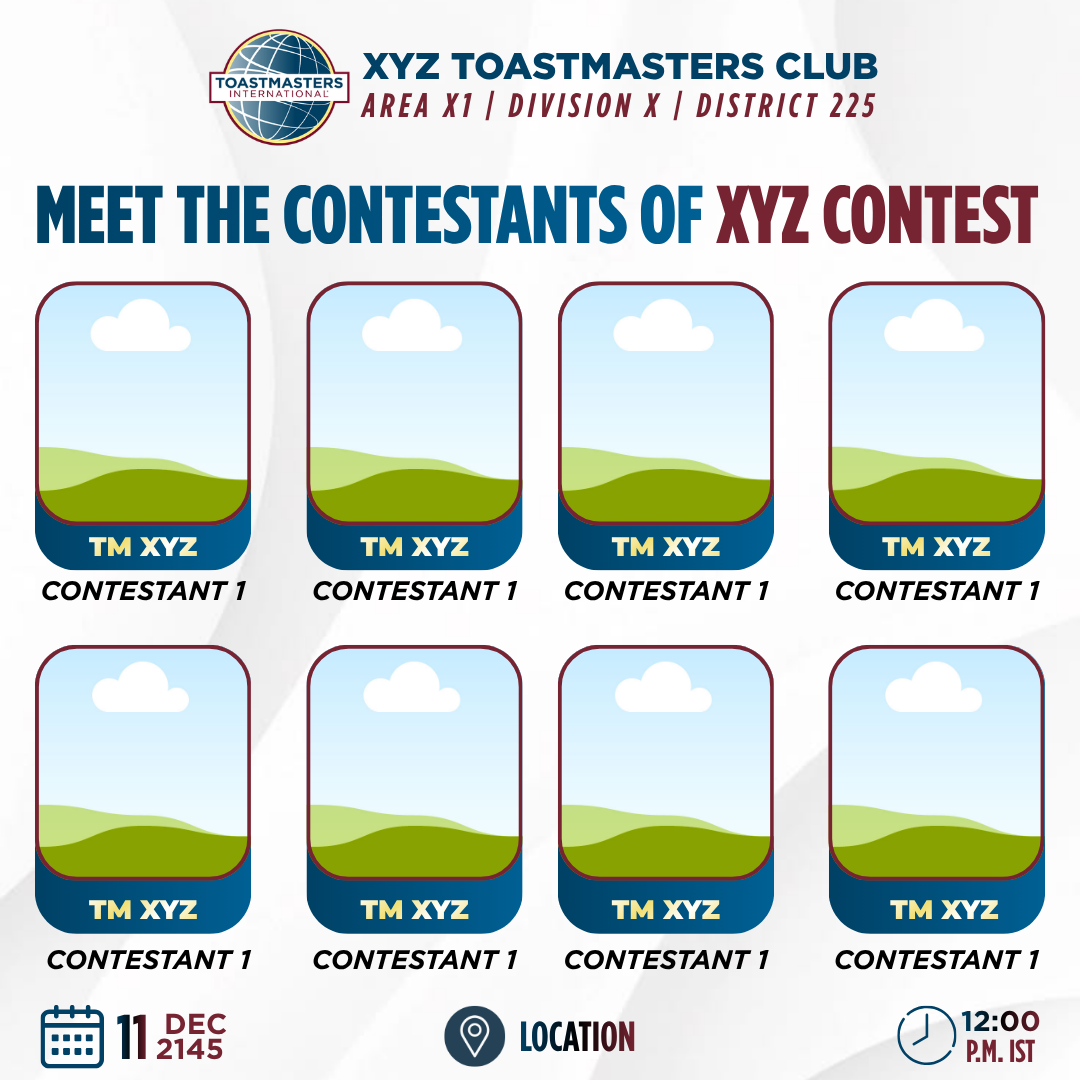 TOASTMASTERS
INTERNATIONAL
XYZ TOASTMASTERS CLUB
AREA X1 | DIVISION X | DISTRICT 225
MEET THE CONTESTANTS OF XYZ CONTEST
TM XYZ
CONTESTANT 1
TM XYZ
CONTESTANT 1
TM XYZ
CONTESTANT 1
TM XYZ
CONTESTANT 1
TM XYZ
CONTESTANT 1
TM XYZ
CONTESTANT 1
TM XYZ
CONTESTANT 1
TM XYZ
CONTESTANT 1
11 DEC
2145
LOCATION
12:00
P.M. IST